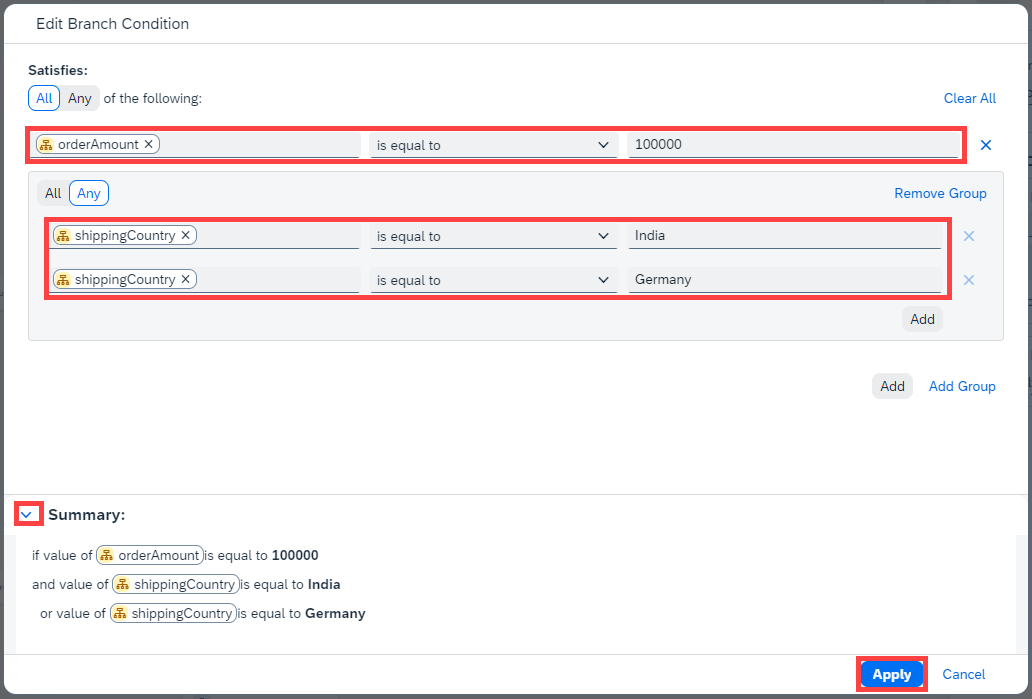 Edit Branch Condition
Satisfies:
All Any of the following: Clear All
orderAmount is equal to 100000
All Any Remove Group
shippingCountry is equal to India
shippingCountry is equal to Germany
Add
Add Add Group
Summary:
if value of orderAmount is equal to 100000
and value of shippingCountry is equal to India
or value of shippingCountry is equal to Germany
Apply Cancel